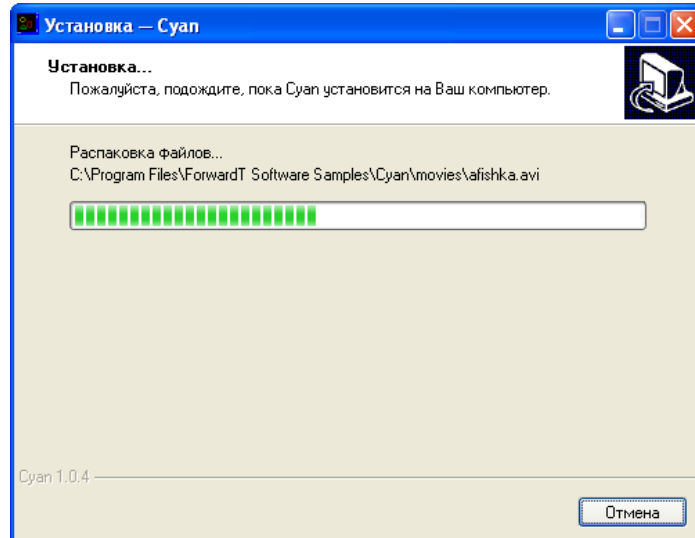 Установка — Cyan
Установка...
Пожалуйста, подождите, пока Cyan установится на Ваш компьютер.
Распаковка файлов...
C:\Program Files\ForwardT Software Samples\Cyan\movies\afishka.avi
Cyan 1.0.4
Отмена